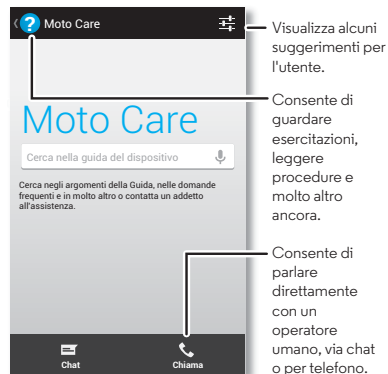 Moto Care
Moto Care
Cerca nella guida del dispositivo
Cerca negli argomenti della Guida, nelle domande
frequenti e in molto altro o contatta un addetto
all'assistenza.
Chat
Chiama
Visualizza alcuni
suggerimenti per
l'utente.
Consente di
guardare
esercitazioni,
leggere
procedure e
molto altro
ancora.
Consente di
parlare
direttamente
con un
operatore
umano, via chat
o per telefono.